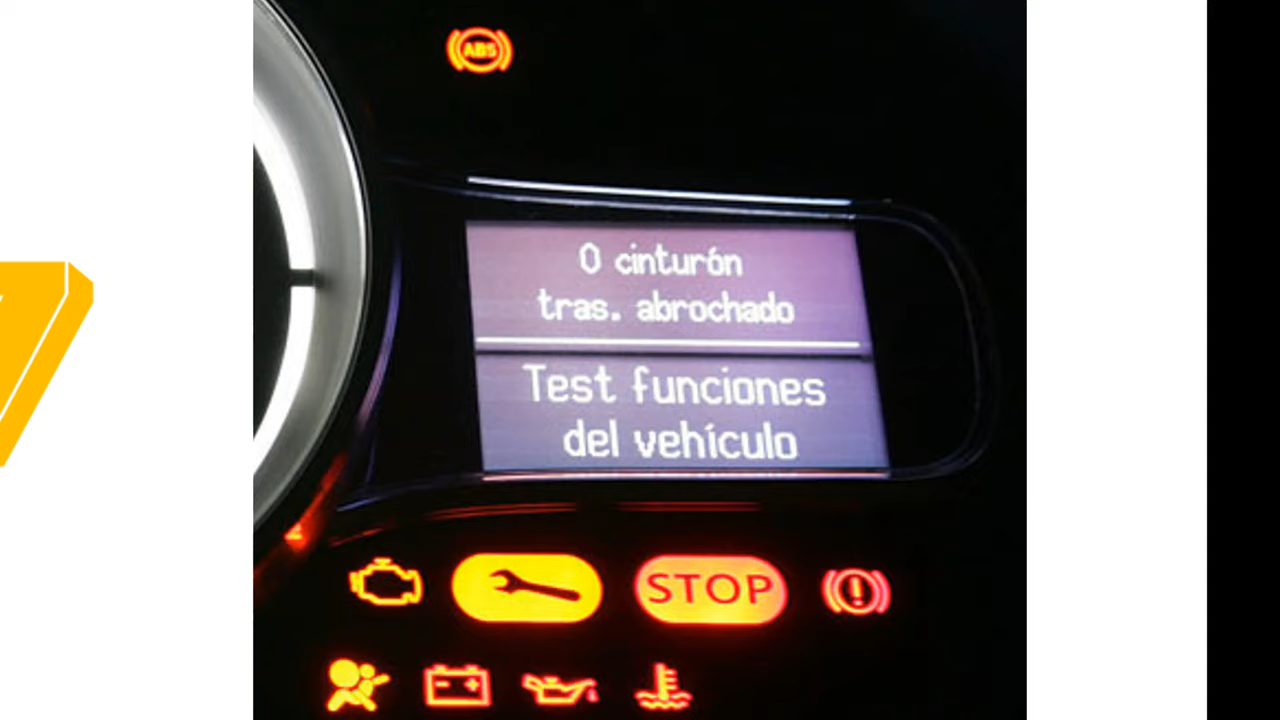 ABS
0 cinturón
tras. abrochado
Test funciones
del vehículo
STOP